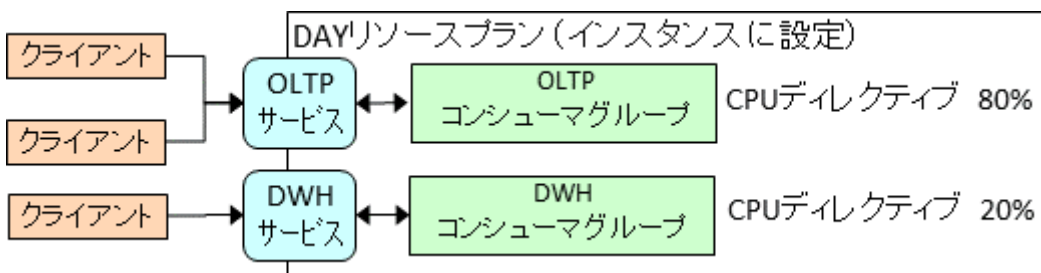 DAYリソースプラン(インスタンスに設定)
クライアント
OLTP
サービス
OLTP
コンシューマグループ
CPUディレクティブ 80%
クライアント
クライアント
DWH
サービス
DWH
コンシューマグループ
CPUディレクティブ 20%